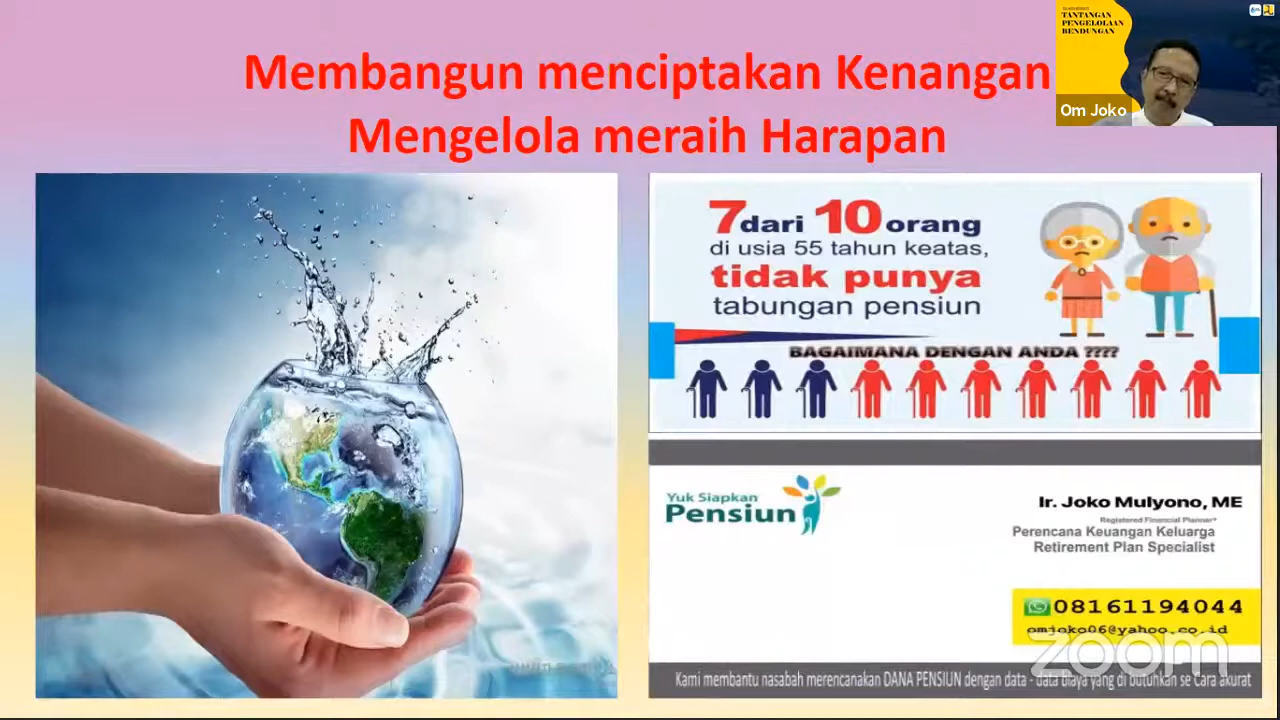 Membangun menciptakan Kenangan
Mengelola meraih Harapan
TANTANGAN
PENGELOLAAN
BENDUNGAN
Om Joko
7 dari 10 orang
di usia 55 tahun keatas,
tidak punya
tabungan pensiun
BAGAIMANA DENGAN ANDA ????
Yuk Siapkan
Pensiun
Ir. Joko Mulyono, ME
Registered Financial Planner
Perencana Keuangan Keluarga
Retirement Plan Specialist
08161194044
omjoko06@yahoo.co.id
zoom
Kami membantu nasabah merencanakan DANA PENSIUN dengan data - data biaya yang di butuhkan se Cara akurat